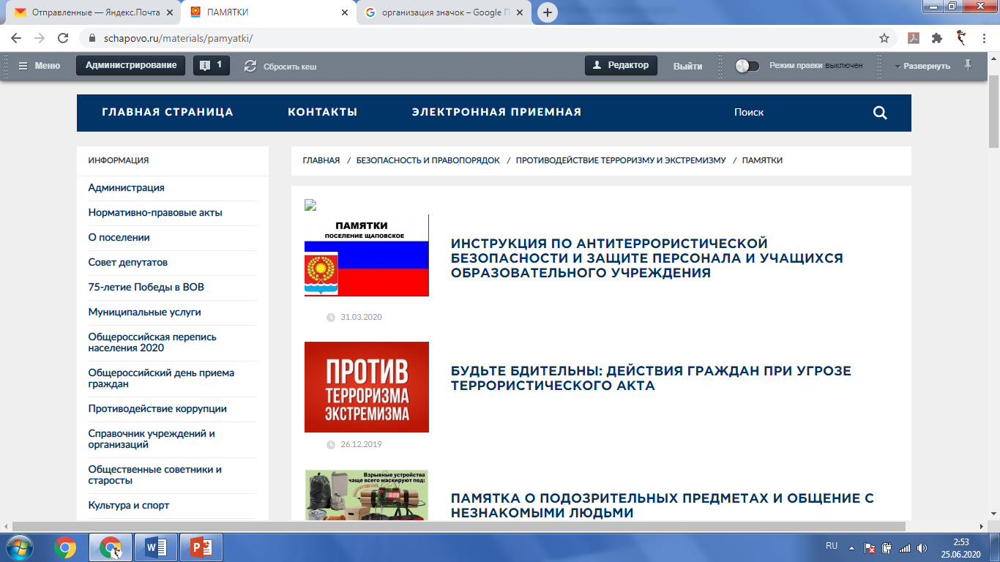 Отправленные — Яндекс.Почта
ПАМЯТКИ
организация значок – Google П
schapovo.ru/materials/pamyatki/
Меню
Администрирование
1
Сбросить кеш
Редактор
Выйти
Режим правки выключен
Развернуть
ГЛАВНАЯ СТРАНИЦА
КОНТАКТЫ
ЭЛЕКТРОННАЯ ПРИЕМНАЯ
Поиск
ИНФОРМАЦИЯ
Администрация
Нормативно-правовые акты
О поселении
Совет депутатов
75-летие Победы в ВОВ
Муниципальные услуги
Общероссийская перепись
населения 2020
Общероссийский день приема
граждан
Противодействие коррупции
Справочник учреждений и
организаций
Общественные советники и
старосты
Культура и спорт
ГЛАВНАЯ / БЕЗОПАСНОСТЬ И ПРАВОПОРЯДОК / ПРОТИВОДЕЙСТВИЕ ТЕРРОРИЗМУ И ЭКСТРЕМИЗМУ / ПАМЯТКИ
ПАМЯТКИ
ПОСЕЛЕНИЕ ЩАПОВСКОЕ
ИНСТРУКЦИЯ ПО АНТИТЕРРОРИСТИЧЕСКОЙ
БЕЗОПАСНОСТИ И ЗАЩИТЕ ПЕРСОНАЛА И УЧАЩИХСЯ
ОБРАЗОВАТЕЛЬНОГО УЧРЕЖДЕНИЯ
31.03.2020
ПРОТИВ
ТЕРРОРИЗМА
ЭКСТРЕМИЗМА
БУДЬТЕ БДИТЕЛЬНЫ: ДЕЙСТВИЯ ГРАЖДАН ПРИ УГРОЗЕ
ТЕРРОРИСТИЧЕСКОГО АКТА
26.12.2019
Взрывные устройства
чаще всего маскируют под:
ПАМЯТКА О ПОДОЗРИТЕЛЬНЫХ ПРЕДМЕТАХ И ОБЩЕНИЕ С
НЕЗНАКОМЫМИ ЛЮДЬМИ
RU
2:53
25.06.2020